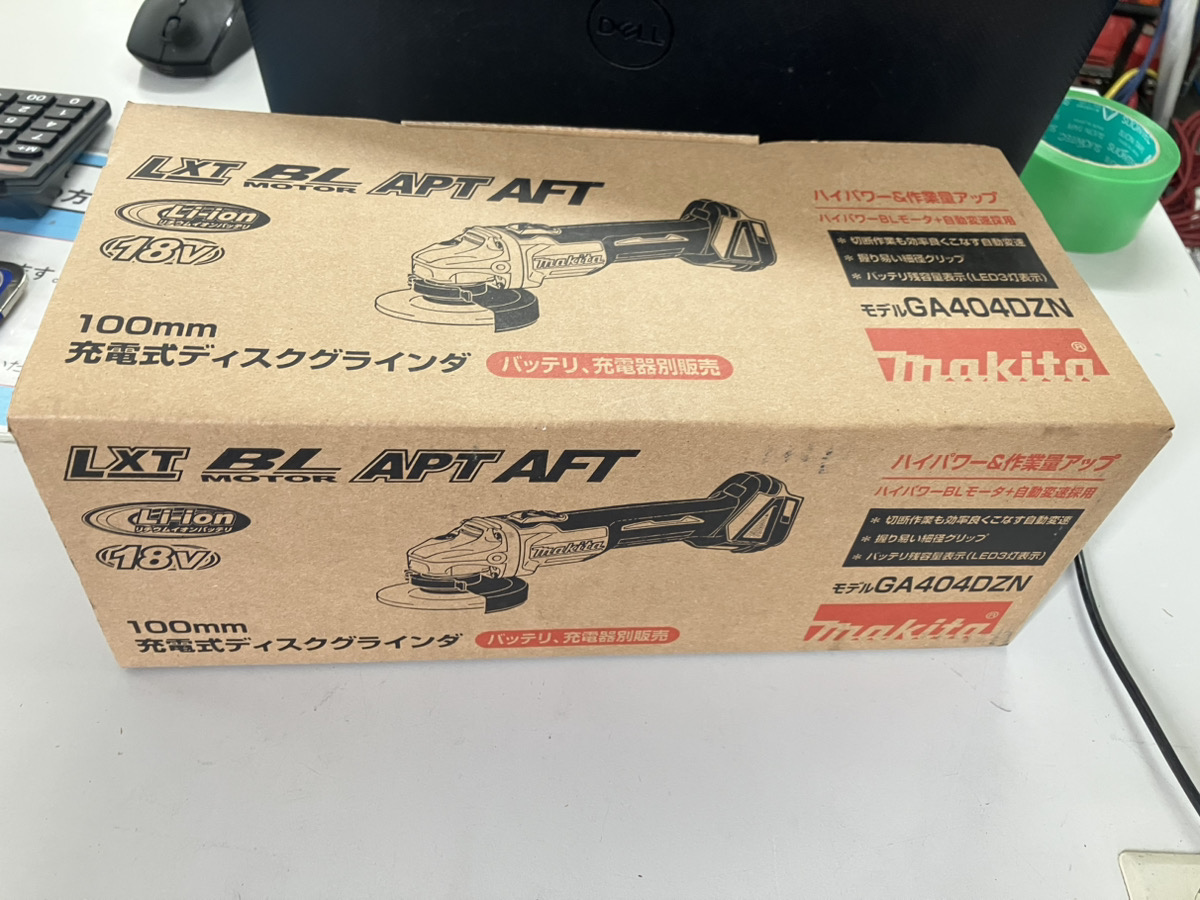 DELL
LXT BL MOTOR APT AFT
Li-ion
リチウムイオンバッテリ
18V
makita
100mm
充電式ディスクグラインダ
バッテリ、充電器別販売
ハイパワー&作業量アップ
ハイパワーBLモータ+自動変速採用
* 切断作業も効率良くこなす自動変速
* 握り易い細径グリップ
* バッテリ残容量表示(LED3灯表示)
モデルGA404DZN
makita®
LXT BL MOTOR APT AFT
Li-ion
リチウムイオンバッテリ
18V
makita
100mm
充電式ディスクグラインダ
バッテリ、充電器別販売
ハイパワー&作業量アップ
ハイパワーBLモータ+自動変速採用
* 切断作業も効率良くこなす自動変速
* 握り易い細径グリップ
* バッテリ残容量表示(LED3灯表示)
モデルGA404DZN
makita®